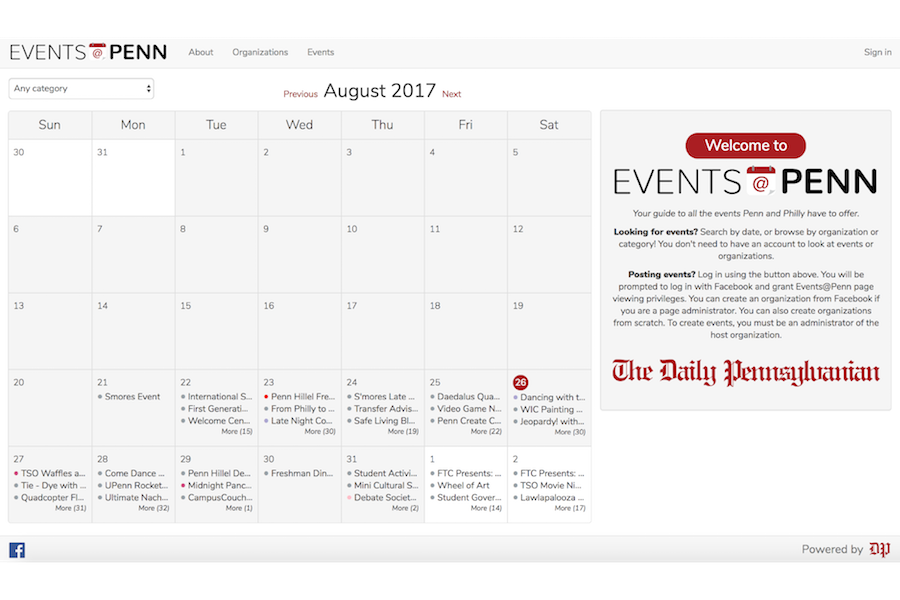 EVENTS@PENN About Organizations Events Sign in
Any category
Previous August 2017 Next
Sun Mon Tue Wed Thu Fri Sat
30 31 1 2 3 4 5
6 7 8 9 10 11 12
13 14 15 16 17 18 19
20 21 22 23 24 25 26
Smores Event International S... Penn Hillel Fre... S'mores Late ... Daedalus Qua... Dancing with t...
First Generati... From Philly to ... Transfer Advis... Video Game N... WIC Painting ...
Welcome Cen... Late Night Co... Safe Living Bl... Penn Create C... Jeopardy! with...
More (15) More (30) More (19) More (22) More (30)
27 28 29 30 31 1 2
TSO Waffles a... Come Dance ... Penn Hillel De... Freshman Din... Student Activi... FTC Presents: ... FTC Presents: ...
Tie - Dye with ... UPenn Rocket... Midnight Panc... Mini Cultural S... Wheel of Art TSO Movie Ni...
Quadcopter Fl... Ultimate Nach... CampusCouch... Debate Societ... Student Gover... Lawlapalooza ...
More (31) More (32) More (1) More (2) More (14) More (17)
Welcome to
EVENTS@PENN
Your guide to all the events Penn and Philly have to offer.
Looking for events? Search by date, or browse by organization or
category! You don't need to have an account to look at events or
organizations.
Posting events? Log in using the button above. You will be
prompted to log in with Facebook and grant Events@Penn page
viewing privileges. You can create an organization from Facebook if
you are a page administrator. You can also create organizations
from scratch. To create events, you must be an administrator of the
host organization.
The Daily Pennsylvanian
f
Powered by DP